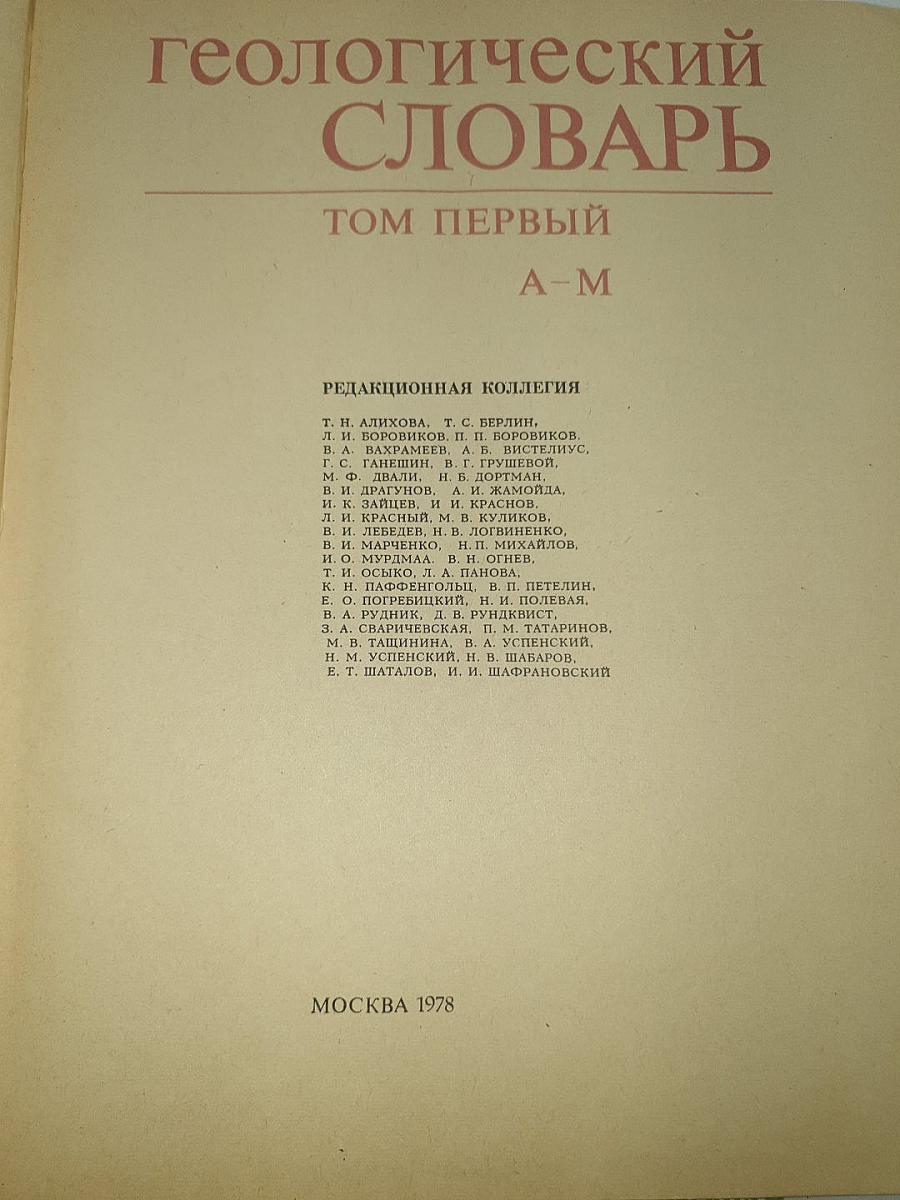 геологический
СЛОВАРЬ
ТОМ ПЕРВЫЙ
А–М
РЕДАКЦИОННАЯ КОЛЛЕГИЯ
Т. Н. АЛИХОВА, Т. С. БЕРЛИН,
Л. И. БОРОВИКОВ, П. П. БОРОВИКОВ.
В. А. ВАХРАМЕЕВ, А. Б. ВИСТЕЛИУС,
Г. С. ГАНЕШИН, В. Г. ГРУШЕВОЙ,
М. Ф. ДВАЛИ, Н. Б. ДОРТМАН,
В. И. ДРАГУНОВ, А. И. ЖАМОЙДА,
И. К. ЗАЙЦЕВ, И И. КРАСНОВ,
Л. И. КРАСНЫЙ, М. В. КУЛИКОВ,
В. И. ЛЕБЕДЕВ, Н. В. ЛОГВИНЕНКО,
В. И. МАРЧЕНКО, Н. П. МИХАЙЛОВ,
И. О. МУРДМАА. В. Н. ОГНЕВ,
Т. И. ОСЫКО, Л. А. ПАНОВА,
К. Н. ПАФФЕНГОЛЬЦ, В. П. ПЕТЕЛИН,
Е. О. ПОГРЕБИЦКИЙ, Н. И. ПОЛЕВАЯ,
В. А. РУДНИК, Д. В. РУНДКВИСТ,
З. А. СВАРИЧЕВСКАЯ, П. М. ТАТАРИНОВ,
М. В. ТАЩИНИНА, В. А. УСПЕНСКИЙ,
Н. М. УСПЕНСКИЙ, Н. В. ШАБАРОВ,
Е. Т. ШАТАЛОВ, И. И. ШАФРАНОВСКИЙ
МОСКВА 1978